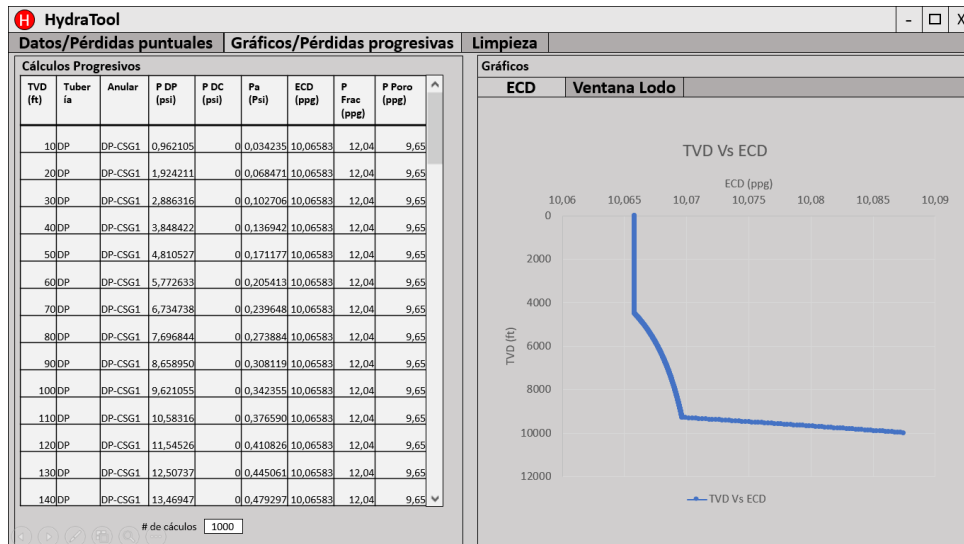 H HydraTool - X
Datos/Pérdidas puntuales Gráficos/Pérdidas progresivas Limpieza
Cálculos Progresivos
TVD (ft) Tubería Anular P DP (psi) P DC (psi) Pa (Psi) ECD (ppg) P Frac (ppg) P Poro (ppg)
10 DP DP-CSG1 0,962105 0 0,034235 10,06583 12,04 9,65
20 DP DP-CSG1 1,924211 0 0,068471 10,06583 12,04 9,65
30 DP DP-CSG1 2,886316 0 0,102706 10,06583 12,04 9,65
40 DP DP-CSG1 3,848422 0 0,136942 10,06583 12,04 9,65
50 DP DP-CSG1 4,810527 0 0,171177 10,06583 12,04 9,65
60 DP DP-CSG1 5,772633 0 0,205413 10,06583 12,04 9,65
70 DP DP-CSG1 6,734738 0 0,239648 10,06583 12,04 9,65
80 DP DP-CSG1 7,696844 0 0,273884 10,06583 12,04 9,65
90 DP DP-CSG1 8,658950 0 0,308119 10,06583 12,04 9,65
100 DP DP-CSG1 9,621055 0 0,342355 10,06583 12,04 9,65
110 DP DP-CSG1 10,58316 0 0,376590 10,06583 12,04 9,65
120 DP DP-CSG1 11,54526 0 0,410826 10,06583 12,04 9,65
130 DP DP-CSG1 12,50737 0 0,445061 10,06583 12,04 9,65
140 DP DP-CSG1 13,46947 0 0,479297 10,06583 12,04 9,65
# de cáculos 1000
Gráficos
ECD Ventana Lodo
TVD Vs ECD
ECD (ppg)
10,06 10,065 10,07 10,075 10,08 10,085 10,09
0
2000
4000
6000
8000
10000
12000
TVD (ft)
TVD Vs ECD